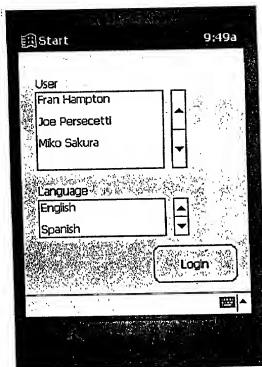 Start 9:49a
User
Fran Hampton
Joe Persecetti
Miko Sakura
Language
English
Spanish
Login